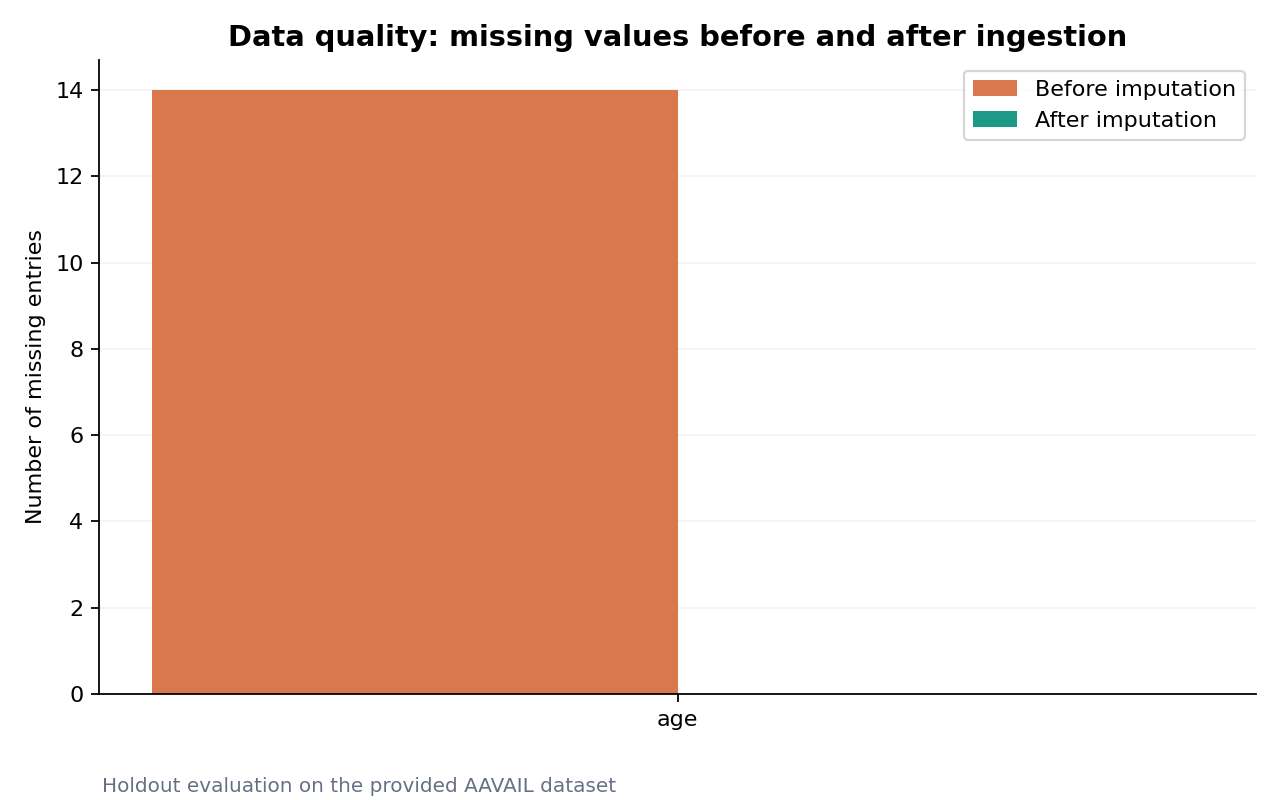 Data quality: missing values before and after ingestion
Before imputation
After imputation
Number of missing entries
14
12
10
8
6
4
2
0
age
Holdout evaluation on the provided AAVAIL dataset